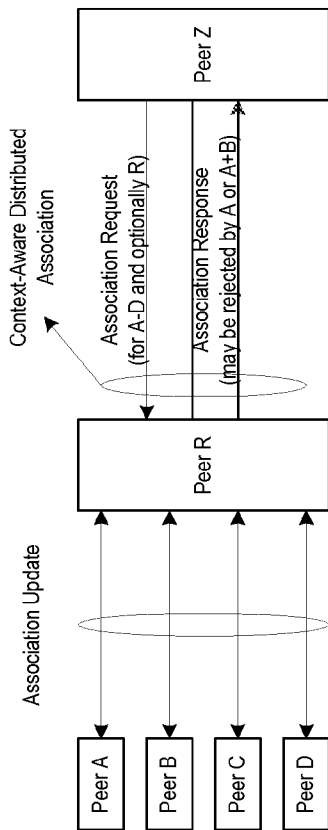 Association Update
Context-Aware Distributed
Association
Peer A
Peer B
Peer C
Peer D
Peer R
Association Request
(for A-D and optionally R)
Association Response
(may be rejected by A or A+B)
Peer Z